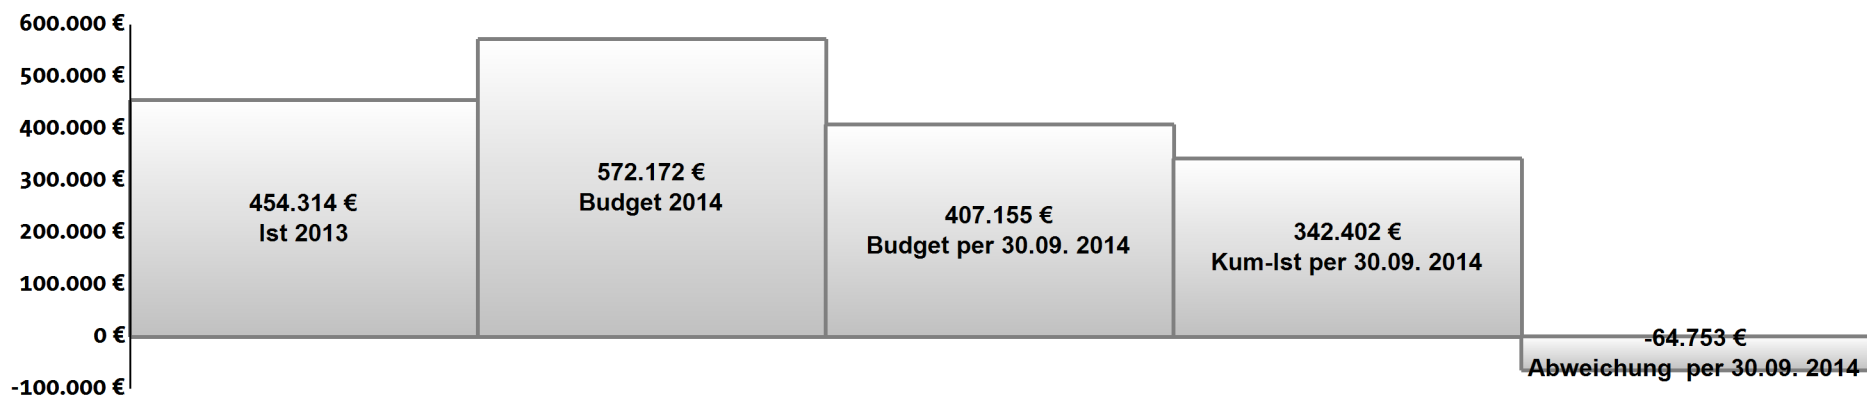 600.000 €
500.000 €
400.000 €
300.000 €
200.000 €
100.000 €
0 €
-100.000 €
454.314 €
Ist 2013
572.172 €
Budget 2014
407.155 €
Budget per 30.09. 2014
342.402 €
Kum-Ist per 30.09. 2014
-64.753 €
Abweichung  per 30.09. 2014